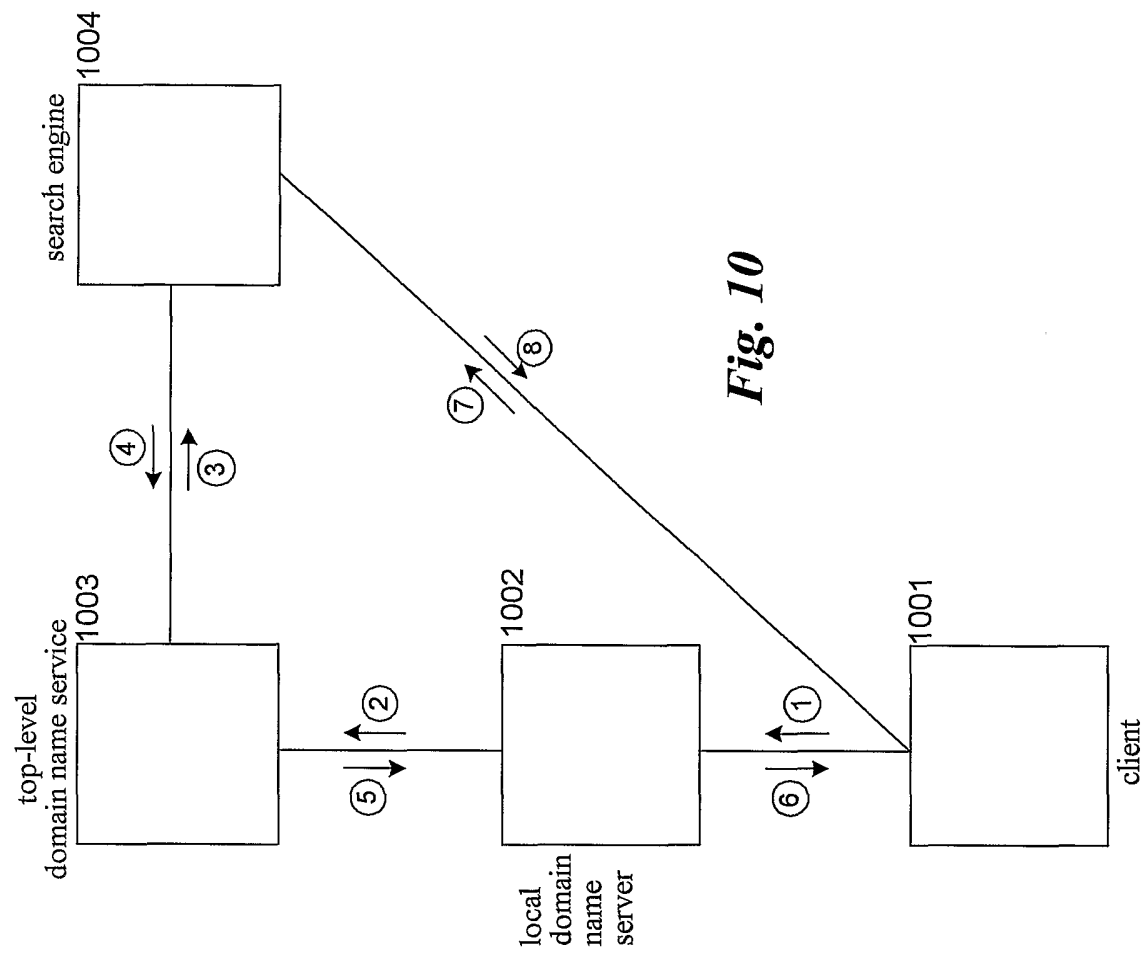 top-level
domain name service
1003
search engine
1004
4
3
2
5
local
domain
name
server
1002
7
8
1
6
1001
client
Fig. 10